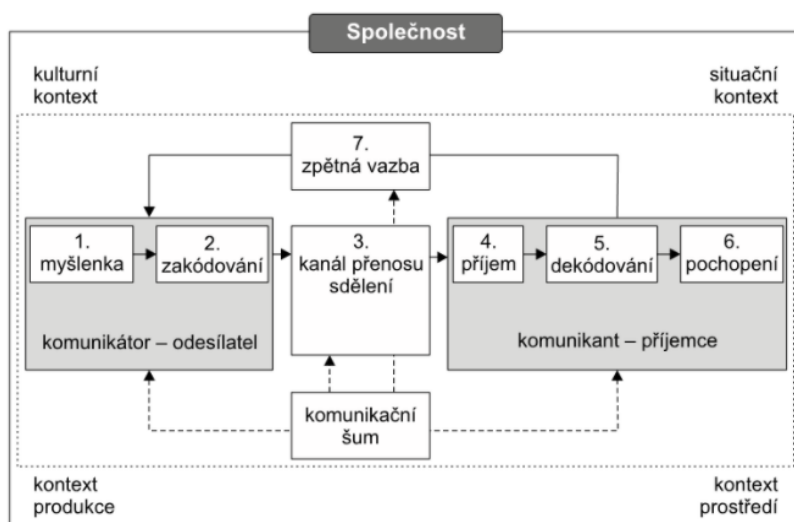 Společnost
kulturní
kontext
situační
kontext
7.
zpětná vazba
1.
myšlenka
2.
zakódování
3.
kanál přenosu
sdělení
4.
příjem
5.
dekódování
6.
pochopení
komunikátor – odesílatel
komunikant – příjemce
komunikační
šum
kontext
produkce
kontext
prostředí